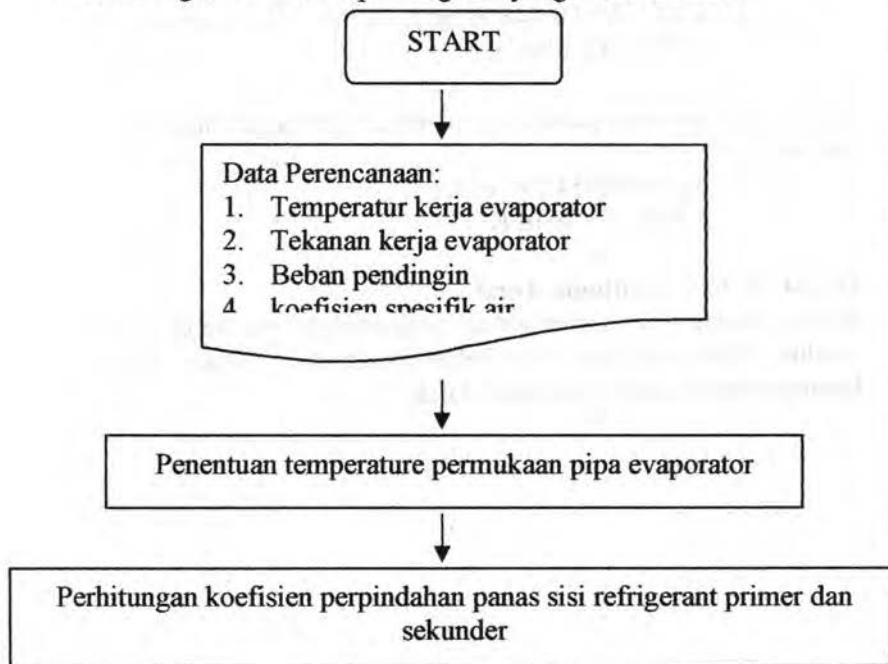 START
Data Perencanaan:
1. Temperatur kerja evaporator
2. Tekanan kerja evaporator
3. Beban pendingin
4. koefisien spesifik air
Penentuan temperature permukaan pipa evaporator
Perhitungan koefisien perpindahan panas sisi refrigerant primer dan
sekunder